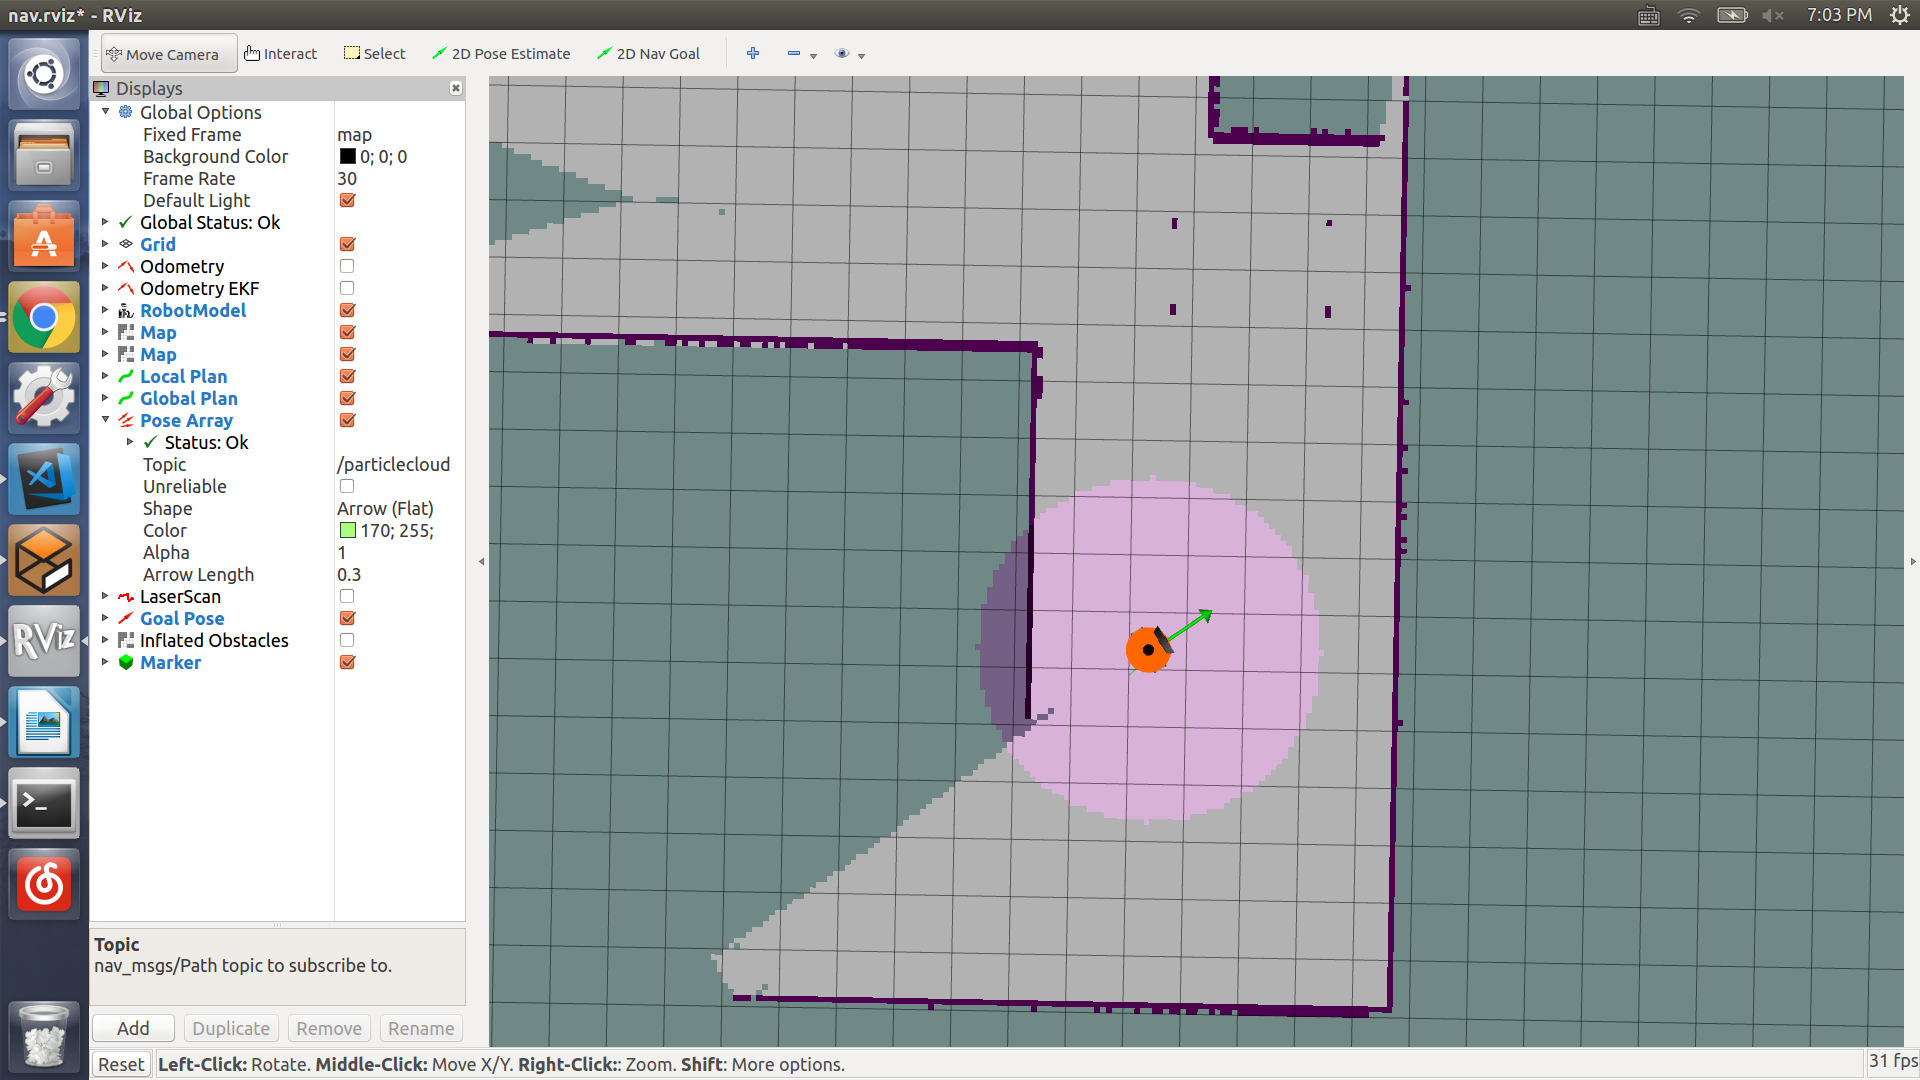 nav.rviz* - RViz
7:03 PM
Move Camera
Interact
Select
2D Pose Estimate
2D Nav Goal
Displays
Global Options
Fixed Frame map
Background Color 0; 0; 0
Frame Rate 30
Default Light
Global Status: Ok
Grid
Odometry
Odometry EKF
RobotModel
Map
Map
Local Plan
Global Plan
Pose Array
Status: Ok
Topic /particlecloud
Unreliable
Shape Arrow (Flat)
Color 170; 255;
Alpha 1
Arrow Length 0.3
LaserScan
Goal Pose
Inflated Obstacles
Marker
RViz
Topic
nav_msgs/Path topic to subscribe to.
Add Duplicate Remove Rename
Reset Left-Click: Rotate. Middle-Click: Move X/Y. Right-Click:: Zoom. Shift: More options. 31 fps